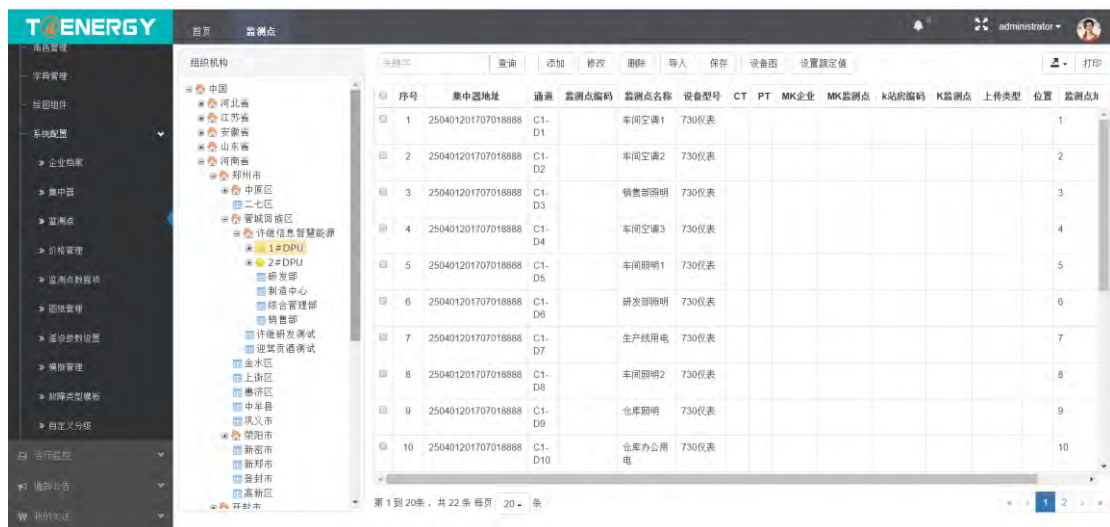 T@ENERGY
首页 监测点
administrator
角色管理
字典管理
绘图组件
系统配置
企业档案
集中器
监测点
价格管理
监测点数据项
图纸管理
遥设参数设置
模版管理
故障类型模板
自定义分组
运行监控
通知公告
组织机构
中国
河北省
江苏省
安徽省
山东省
河南省
郑州市
中原区
二七区
管城回族区
许继信息智慧能源
1#DPU
2#DPU
研发部
制造中心
综合管理部
销售部
许继研发测试
迎驾贡酒测试
金水区
上街区
惠济区
中牟县
巩义市
荥阳市
新密市
新郑市
登封市
高新区
开封市
关键字 查询 添加 修改 删除 导入 保存 设备图 设置额定值 打印
序号 集中器地址 通道 监测点编码 监测点名称 设备型号 CT PT MK企业 MK监测点 k站房编码 K监测点 上传类型 位置 监测点地
1 250401201707018888 C1-D1 车间空调1 730仪表 1
2 250401201707018888 C1-D2 车间空调2 730仪表 2
3 250401201707018888 C1-D3 销售部照明 730仪表 3
4 250401201707018888 C1-D4 车间空调3 730仪表 4
5 250401201707018888 C1-D5 车间照明1 730仪表 5
6 250401201707018888 C1-D6 研发部照明 730仪表 6
7 250401201707018888 C1-D7 生产线用电 730仪表 7
8 250401201707018888 C1-D8 车间照明2 730仪表 8
9 250401201707018888 C1-D9 仓库照明 730仪表 9
10 250401201707018888 C1-D10 仓库办公用电 730仪表 10
第 1 到 20条，共 22 条 每页 20 条
« ‹ 1 2 › »